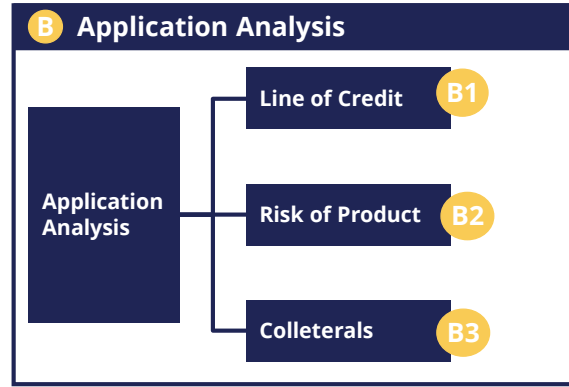 B Application Analysis
Line of Credit B1
Application
Analysis
Risk of Product B2
Colleterals B3